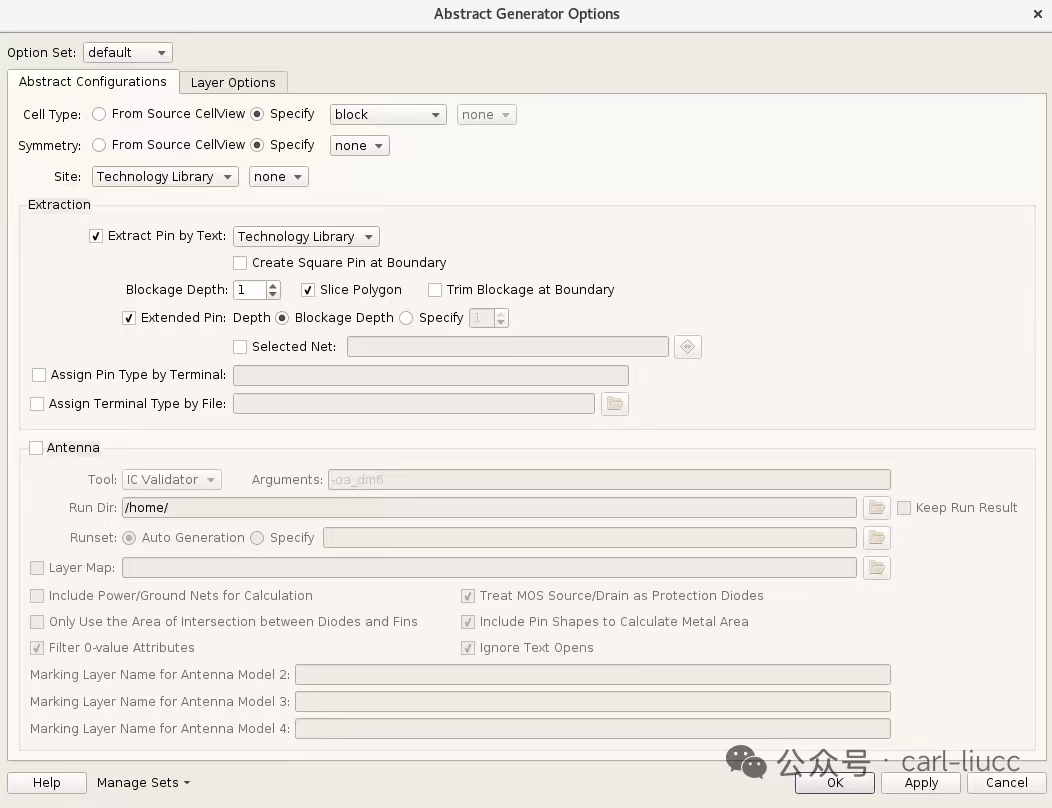 Abstract Generator Options
Option Set: default
Abstract Configurations Layer Options
Cell Type: From Source CellView Specify block none
Symmetry: From Source CellView Specify none
Site: Technology Library none
Extraction
Extract Pin by Text: Technology Library
Create Square Pin at Boundary
Blockage Depth: 1 Slice Polygon Trim Blockage at Boundary
Extended Pin: Depth Blockage Depth Specify 1
Selected Net:
Assign Pin Type by Terminal:
Assign Terminal Type by File:
Antenna
Tool: IC Validator Arguments: -oa_dm6
Run Dir: /home/ Keep Run Result
Runset: Auto Generation Specify
Layer Map:
Include Power/Ground Nets for Calculation Treat MOS Source/Drain as Protection Diodes
Only Use the Area of Intersection between Diodes and Fins Include Pin Shapes to Calculate Metal Area
Filter 0-value Attributes Ignore Text Opens
Marking Layer Name for Antenna Model 2:
Marking Layer Name for Antenna Model 3:
Marking Layer Name for Antenna Model 4:
公众号 · carl-liucc
Help Manage Sets OK Apply Cancel